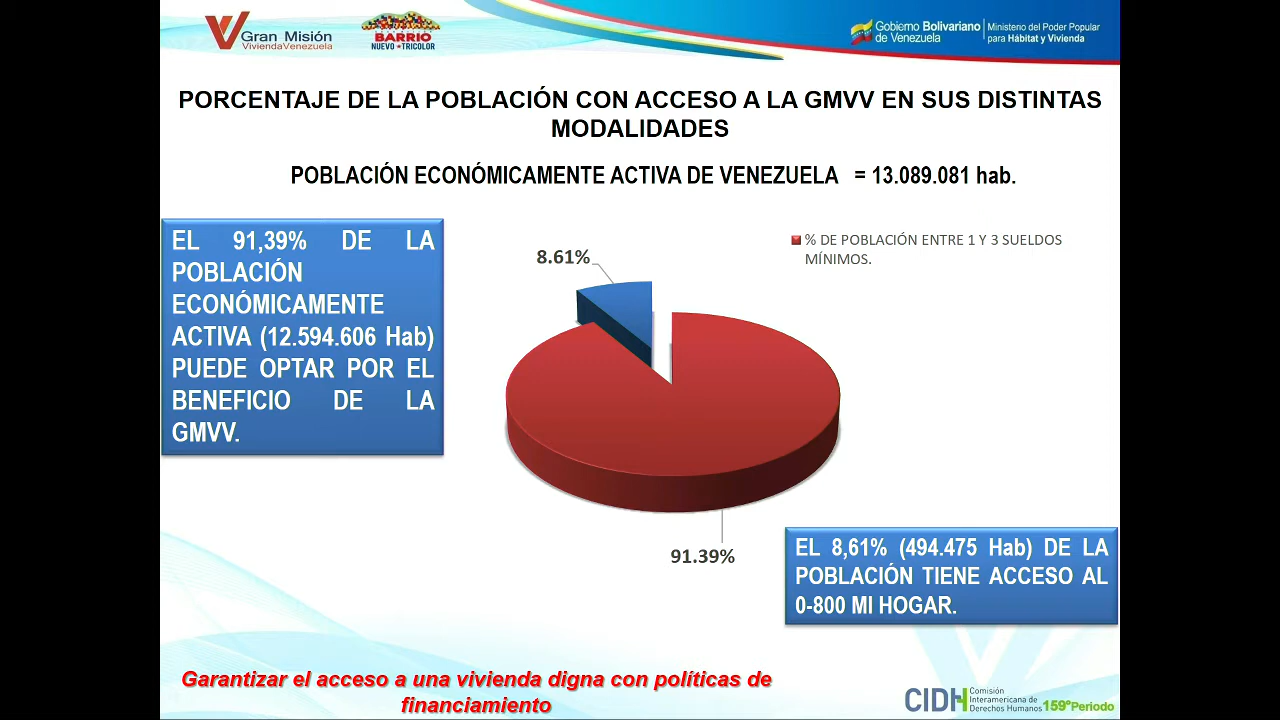 Gran Misión
ViviendaVenezuela
BARRIO
NUEVO★TRICOLOR
Gobierno Bolivariano
de Venezuela
Ministerio del Poder Popular
para Hábitat y Vivienda
PORCENTAJE DE LA POBLACIÓN CON ACCESO A LA GMVV EN SUS DISTINTAS
MODALIDADES
POBLACIÓN ECONÓMICAMENTE ACTIVA DE VENEZUELA = 13.089.081 hab.
EL 91,39% DE LA
POBLACIÓN
ECONÓMICAMENTE
ACTIVA (12.594.606 Hab)
PUEDE OPTAR POR EL
BENEFICIO DE LA
GMVV.
8.61%
% DE POBLACIÓN ENTRE 1 Y 3 SUELDOS
MÍNIMOS.
91.39%
EL 8,61% (494.475 Hab) DE LA
POBLACIÓN TIENE ACCESO AL
0-800 MI HOGAR.
Garantizar el acceso a una vivienda digna con políticas de
financiamiento
CIDH
Comisión
Interamericana de
Derechos Humanos
159°Periodo